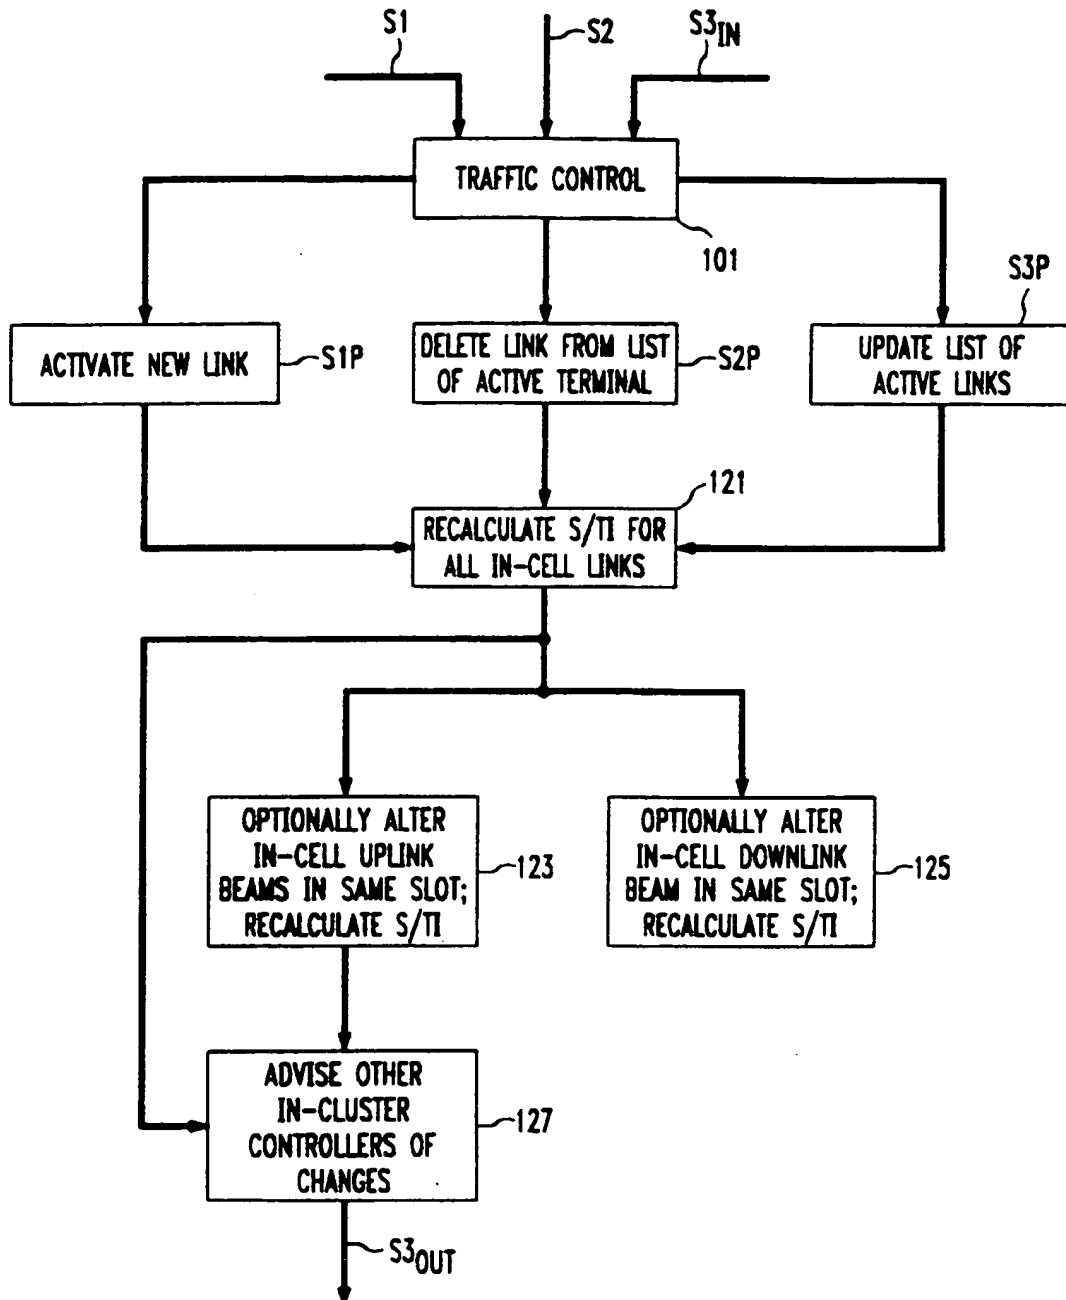 S1
S2
S3IN
TRAFFIC CONTROL
101
S3P
ACTIVATE NEW LINK
S1P
DELETE LINK FROM LIST
OF ACTIVE TERMINAL
S2P
UPDATE LIST OF
ACTIVE LINKS
121
RECALCULATE S/TI FOR
ALL IN-CELL LINKS
OPTIONALLY ALTER
IN-CELL UPLINK
BEAMS IN SAME SLOT;
RECALCULATE S/TI
123
OPTIONALLY ALTER
IN-CELL DOWNLINK
BEAM IN SAME SLOT;
RECALCULATE S/TI
125
ADVISE OTHER
IN-CLUSTER
CONTROLLERS OF
CHANGES
127
S3OUT